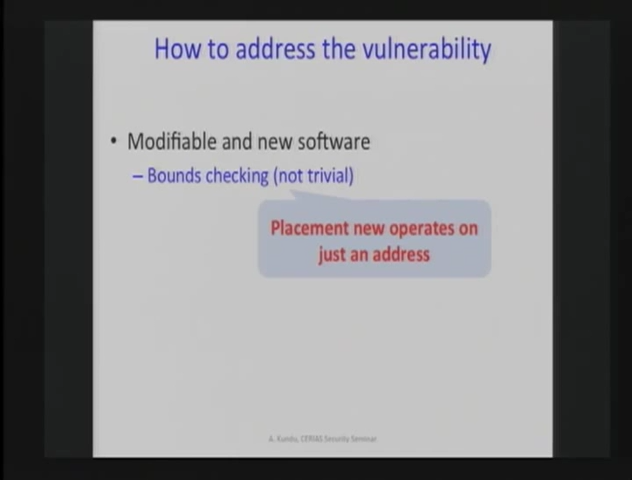 How to address the vulnerability
• Modifiable and new software
– Bounds checking (not trivial)
Placement new operates on
just an address
A. Kundu, CERIAS Security Seminar